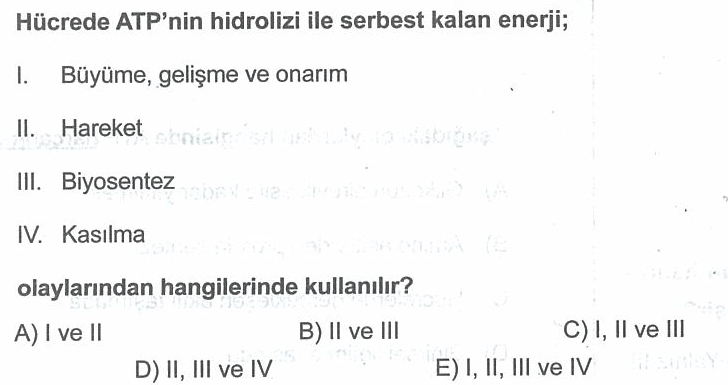 Hücrede ATP'nin hidrolizi ile serbest kalan enerji;
I. Büyüme, gelişme ve onarım
II. Hareket
III. Biyosentez
IV. Kasılma
olaylarından hangilerinde kullanılır?
A) I ve II B) II ve III C) I, II ve III
D) II, III ve IV E) I, II, III ve IV